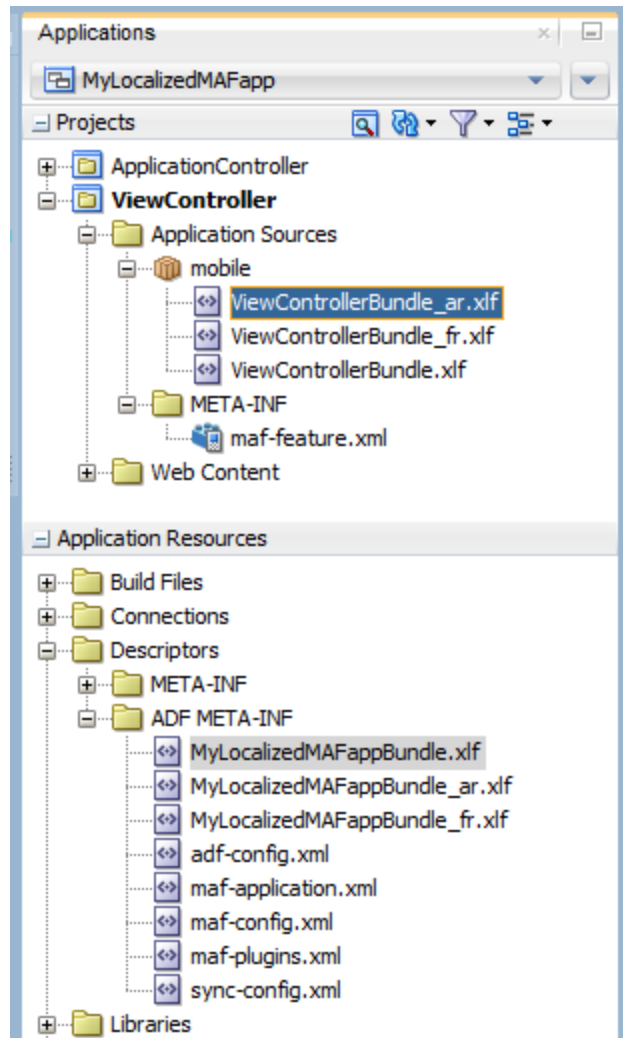 Applications
MyLocalizedMAFapp
Projects
ApplicationController
ViewController
Application Sources
mobile
ViewControllerBundle_ar.xlf
ViewControllerBundle_fr.xlf
ViewControllerBundle.xlf
META-INF
maf-feature.xml
Web Content
Application Resources
Build Files
Connections
Descriptors
META-INF
ADF META-INF
MyLocalizedMAFappBundle.xlf
MyLocalizedMAFappBundle_ar.xlf
MyLocalizedMAFappBundle_fr.xlf
adf-config.xml
maf-application.xml
maf-config.xml
maf-plugins.xml
sync-config.xml
Libraries